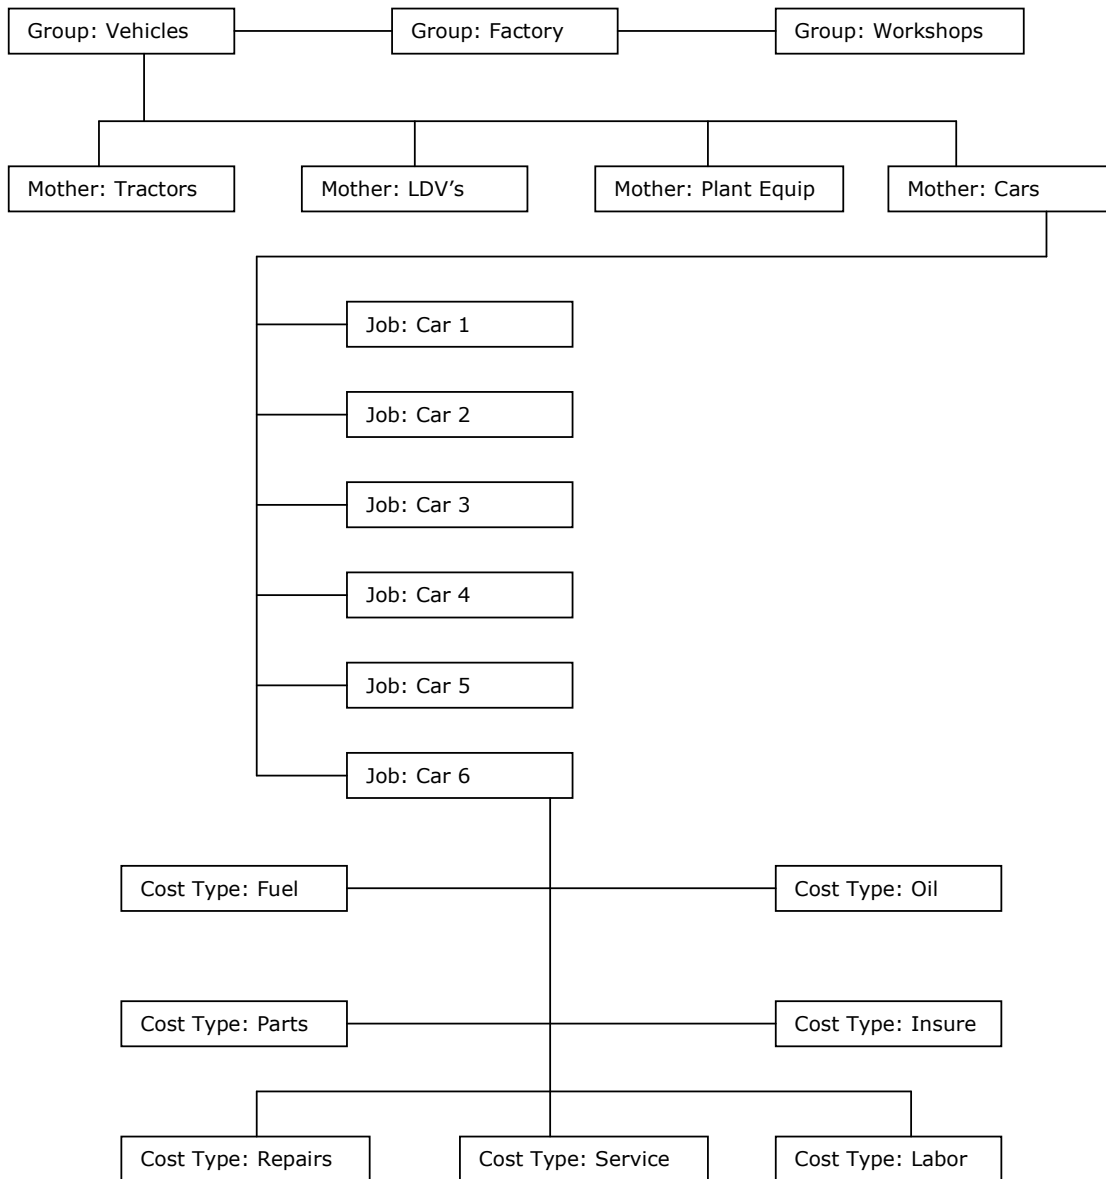 Group: Vehicles
Group: Factory
Group: Workshops
Mother: Tractors
Mother: LDV’s
Mother: Plant Equip
Mother: Cars
Job: Car 1
Job: Car 2
Job: Car 3
Job: Car 4
Job: Car 5
Job: Car 6
Cost Type: Fuel
Cost Type: Oil
Cost Type: Parts
Cost Type: Insure
Cost Type: Repairs
Cost Type: Service
Cost Type: Labor